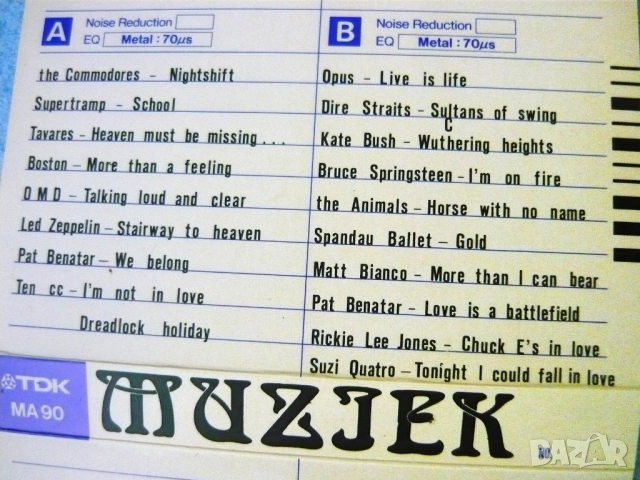 A Noise Reduction
EQ Metal : 70µs
the Commodores – Nightshift
Supertramp – School
Tavares – Heaven must be missing . . .
Boston – More than a feeling
O M D – Talking loud and clear
Led Zeppelin – Stairway to heaven
Pat Benatar – We belong
Ten cc – I'm not in love
Dreadlock holiday
B Noise Reduction
EQ Metal : 70µs
Opus – Live is life
Dire Straits – Sultans of swing
C
Kate Bush – Wuthering heights
Bruce Springsteen – I'm on fire
the Animals – Horse with no name
Spandau Ballet – Gold
Matt Bianco – More than I can bear
Pat Benatar – Love is a battlefield
Rickie Lee Jones – Chuck E's in love
Suzi Quatro – Tonight I could fall in love
TDK
MA 90
MUZIEK
BAZAR